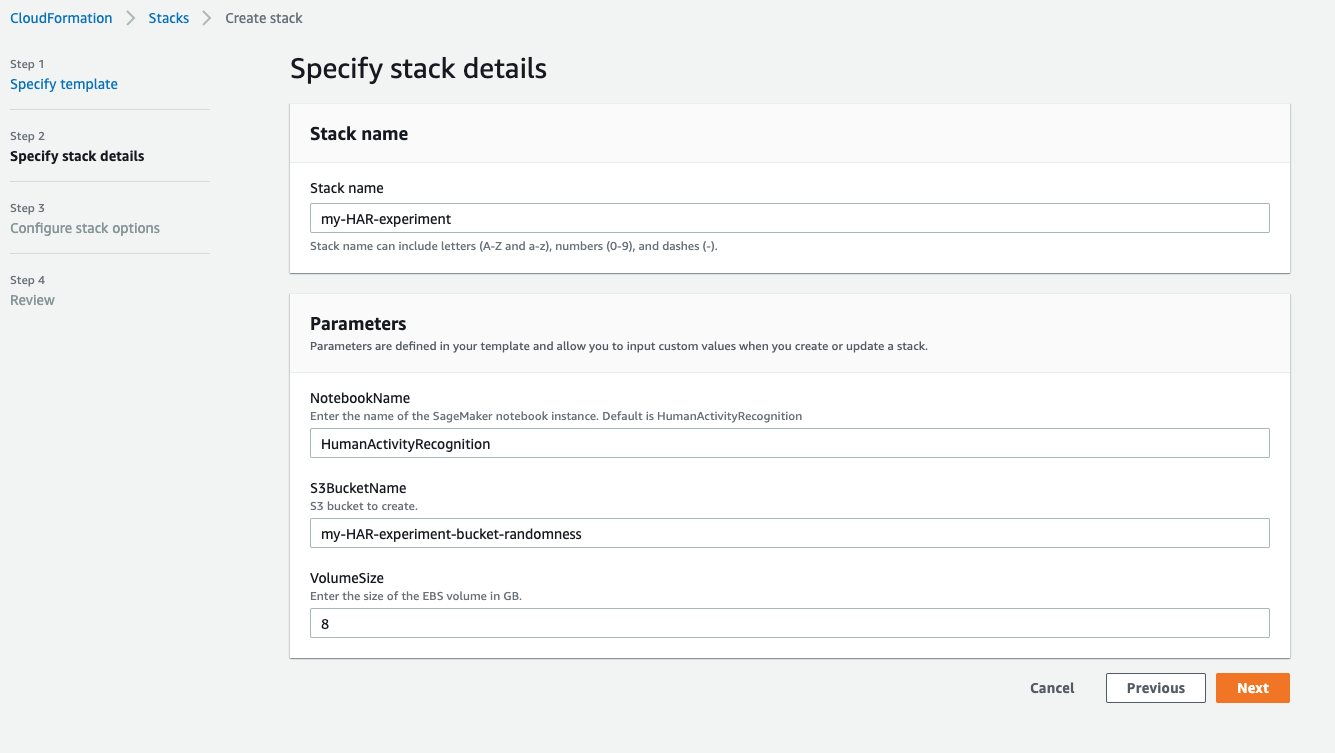 CloudFormation > Stacks > Create stack
Step 1
Specify template
Step 2
Specify stack details
Step 3
Configure stack options
Step 4
Review
Specify stack details
Stack name
Stack name
my-HAR-experiment
Stack name can include letters (A-Z and a-z), numbers (0-9), and dashes (-).
Parameters
Parameters are defined in your template and allow you to input custom values when you create or update a stack.
NotebookName
Enter the name of the SageMaker notebook instance. Default is HumanActivityRecognition
HumanActivityRecognition
S3BucketName
S3 bucket to create.
my-HAR-experiment-bucket-randomness
VolumeSize
Enter the size of the EBS volume in GB.
8
Cancel Previous Next